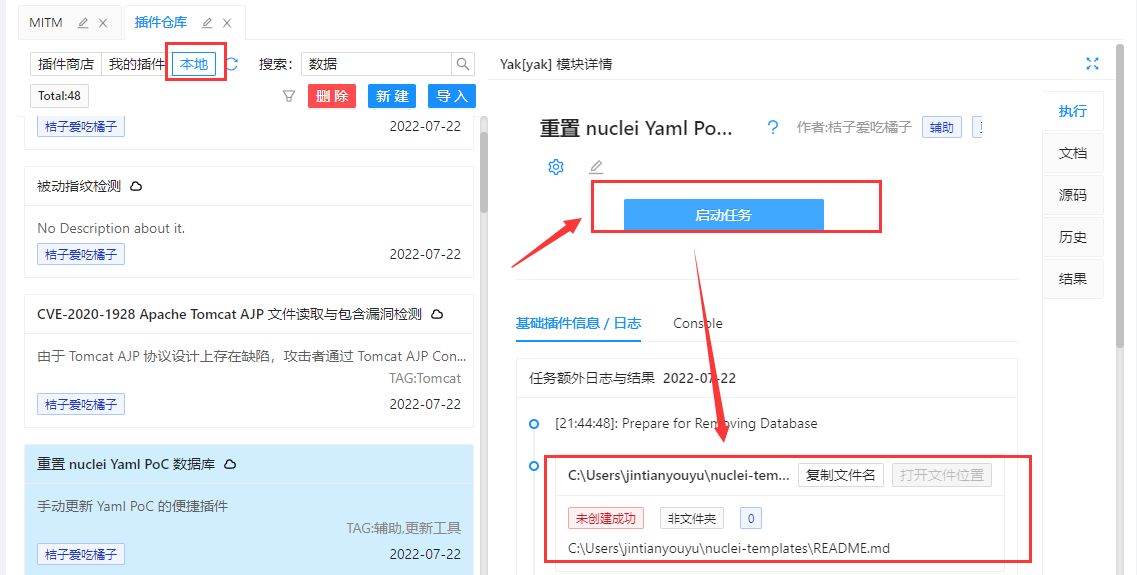 MITM
插件仓库
插件商店 我的插件 本地 搜索： 数据
Total:48 删 除 新 建 导 入
桔子爱吃橘子 2022-07-22
被动指纹检测
No Description about it.
桔子爱吃橘子 2022-07-22
CVE-2020-1928 Apache Tomcat AJP 文件读取与包含漏洞检测
由于 Tomcat AJP 协议设计上存在缺陷，攻击者通过 Tomcat AJP Con...
TAG:Tomcat
桔子爱吃橘子 2022-07-22
重置 nuclei Yaml PoC 数据库
手动更新 Yaml PoC 的便捷插件
TAG:辅助,更新工具
桔子爱吃橘子 2022-07-22
Yak[yak] 模块详情
重置 nuclei Yaml Po... ? 作者:桔子爱吃橘子 辅助
启动任务
基础插件信息 / 日志 Console
任务额外日志与结果 2022-07-22
[21:44:48]: Prepare for Removing Database
C:\Users\jintianyouyu\nuclei-tem... 复制文件名 打开文件位置
未创建成功 非文件夹 0
C:\Users\jintianyouyu\nuclei-templates\README.md
执行
文档
源码
历史
结果